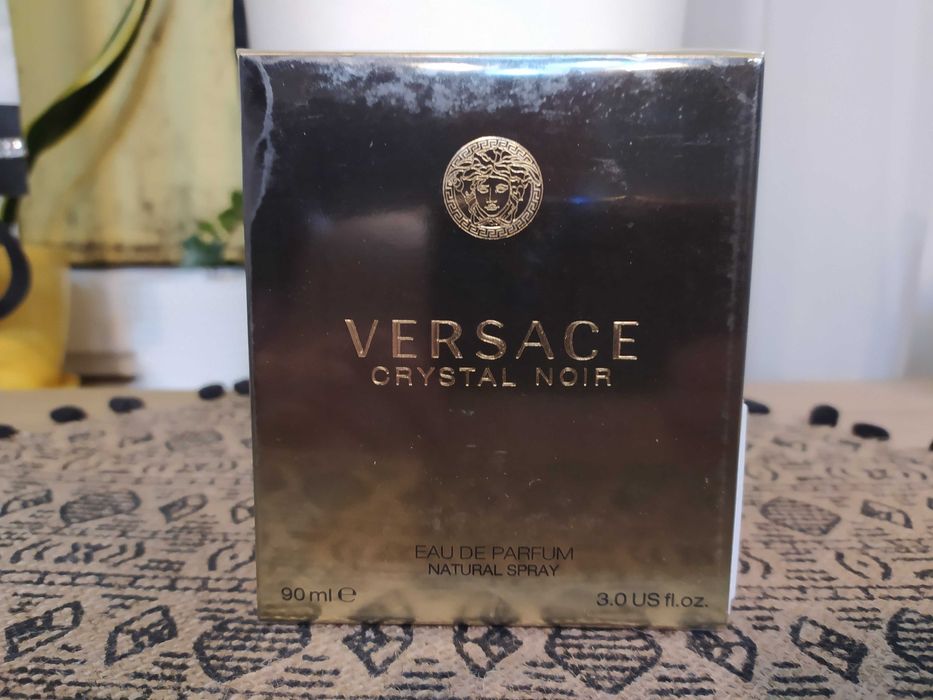 VERSACE
CRYSTAL NOIR
EAU DE PARFUM
NATURAL SPRAY
90 ml ℮
3.0 US fl.oz.